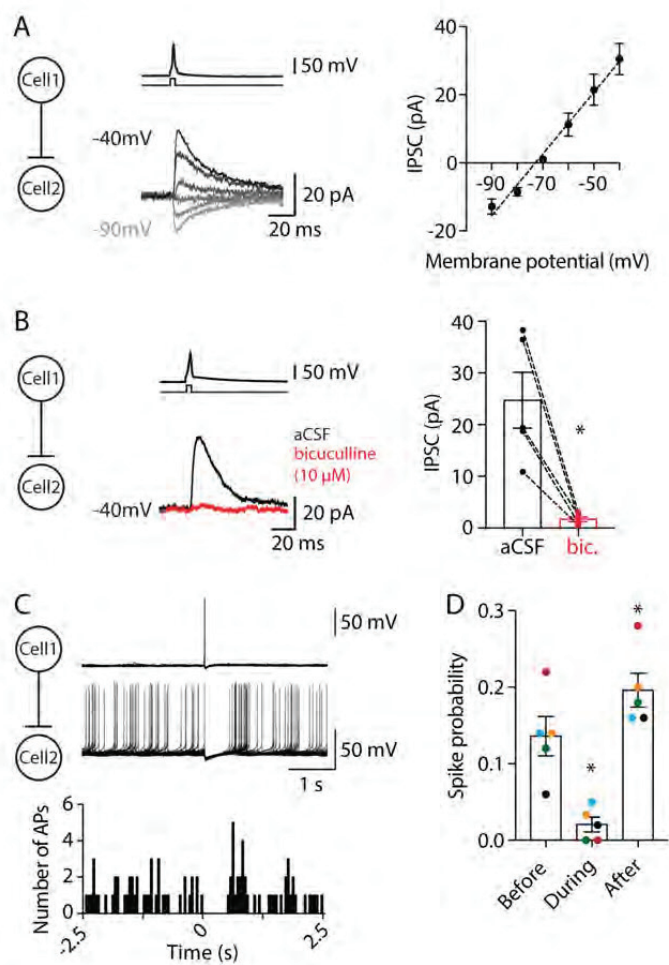 A
Cell1
Cell2
50 mV
-40mV
-90mV
20 pA
20 ms
IPSC (pA)
40
20
0
-20
-90
-70
-50
Membrane potential (mV)
B
Cell1
Cell2
50 mV
aCSF
bicuculline
(10 µM)
-40mV
20 pA
20 ms
IPSC (pA)
40
30
20
10
0
*
aCSF
bic.
C
Cell1
Cell2
50 mV
50 mV
1 s
Number of APs
6
4
2
0
-2.5
0
2.5
Time (s)
D
Spike probability
0.3
0.2
0.1
0.0
*
*
Before
During
After